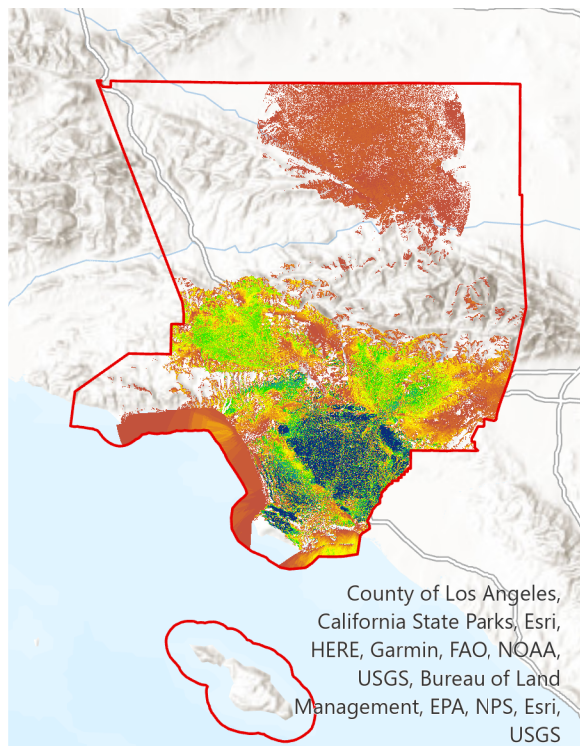 County of Los Angeles,
California State Parks, Esri,
HERE, Garmin, FAO, NOAA,
USGS, Bureau of Land
Management, EPA, NPS, Esri,
USGS